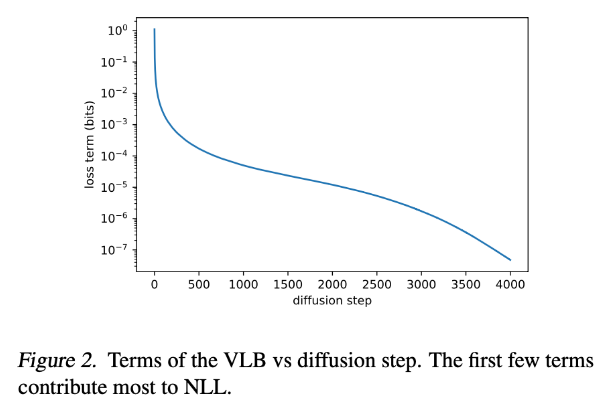 10⁰
10⁻¹
10⁻²
10⁻³
10⁻⁴
10⁻⁵
10⁻⁶
10⁻⁷
loss term (bits)
0 500 1000 1500 2000 2500 3000 3500 4000
diffusion step
Figure 2. Terms of the VLB vs diffusion step. The first few terms
contribute most to NLL.